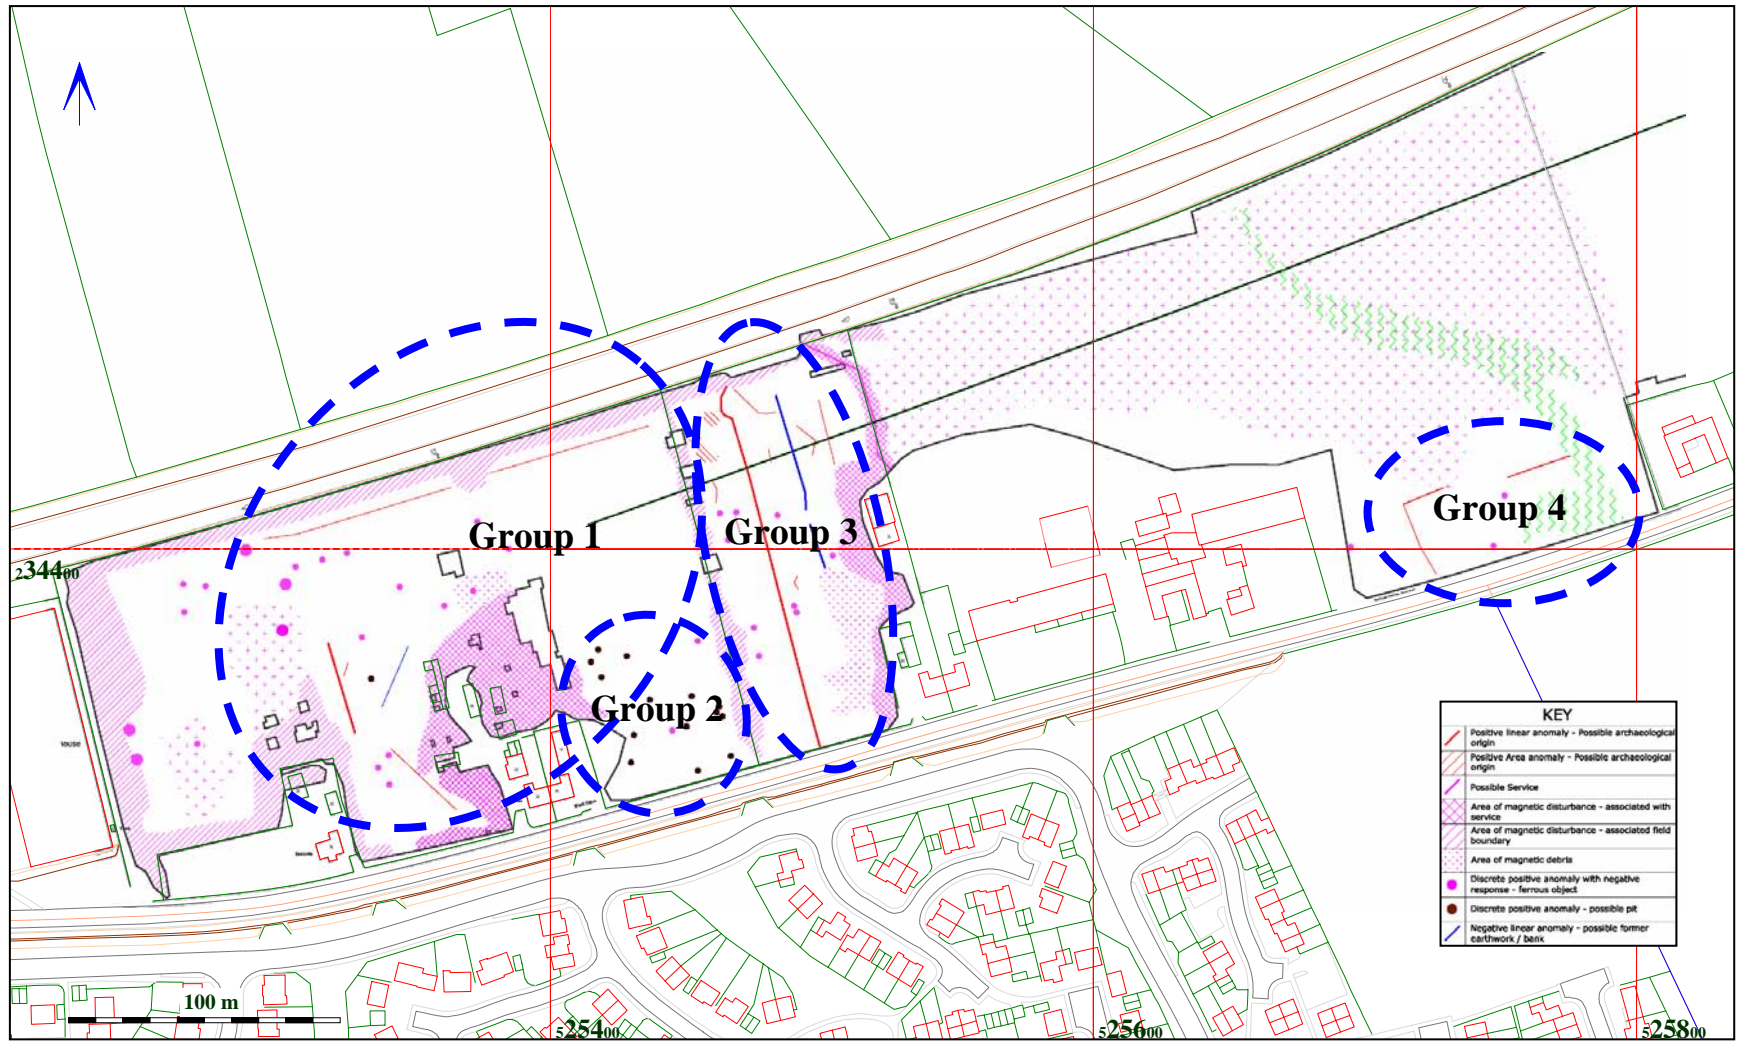 Group 1
Group 3
Group 4
Group 2
234400
KEY
Positive linear anomaly - Possible archaeological
origin
Positive Area anomaly - Possible archaeological
origin
Possible Service
Area of magnetic disturbance - associated with
service
Area of magnetic disturbance - associated field
boundary
Area of magnetic debris
Discrete positive anomaly with negative
response - ferrous object
Discrete positive anomaly - possible pit
Negative linear anomaly - possible former
earthwork / bank
100 m
525400
525600
525800